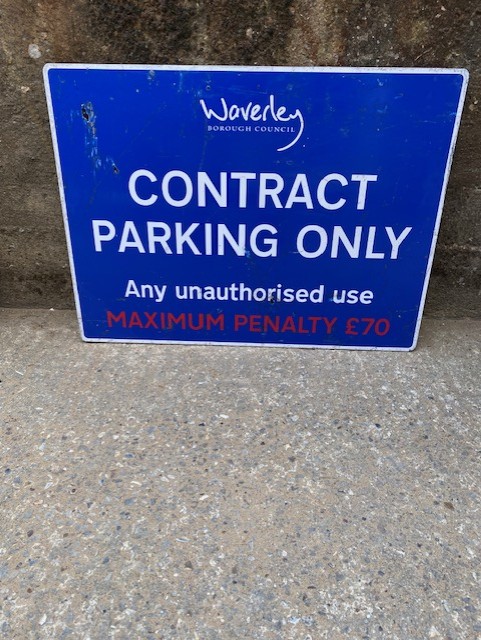 Waverley
BOROUGH COUNCIL
CONTRACT
PARKING ONLY
Any unauthorised use
MAXIMUM PENALTY £70